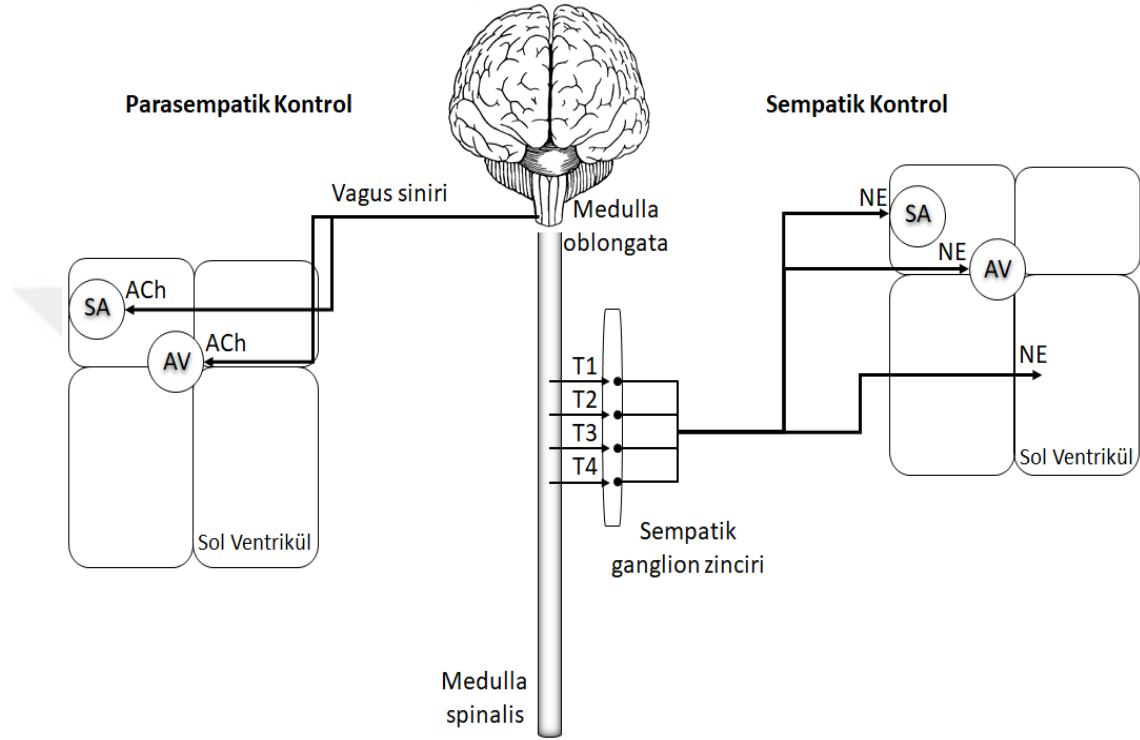 Parasempatik Kontrol
Sempatik Kontrol
Vagus siniri
Medulla
oblongata
SA
ACh
AV
ACh
Sol Ventrikül
T1
T2
T3
T4
Sempatik
ganglion zinciri
Medulla
spinalis
NE
SA
NE
AV
NE
Sol Ventrikül